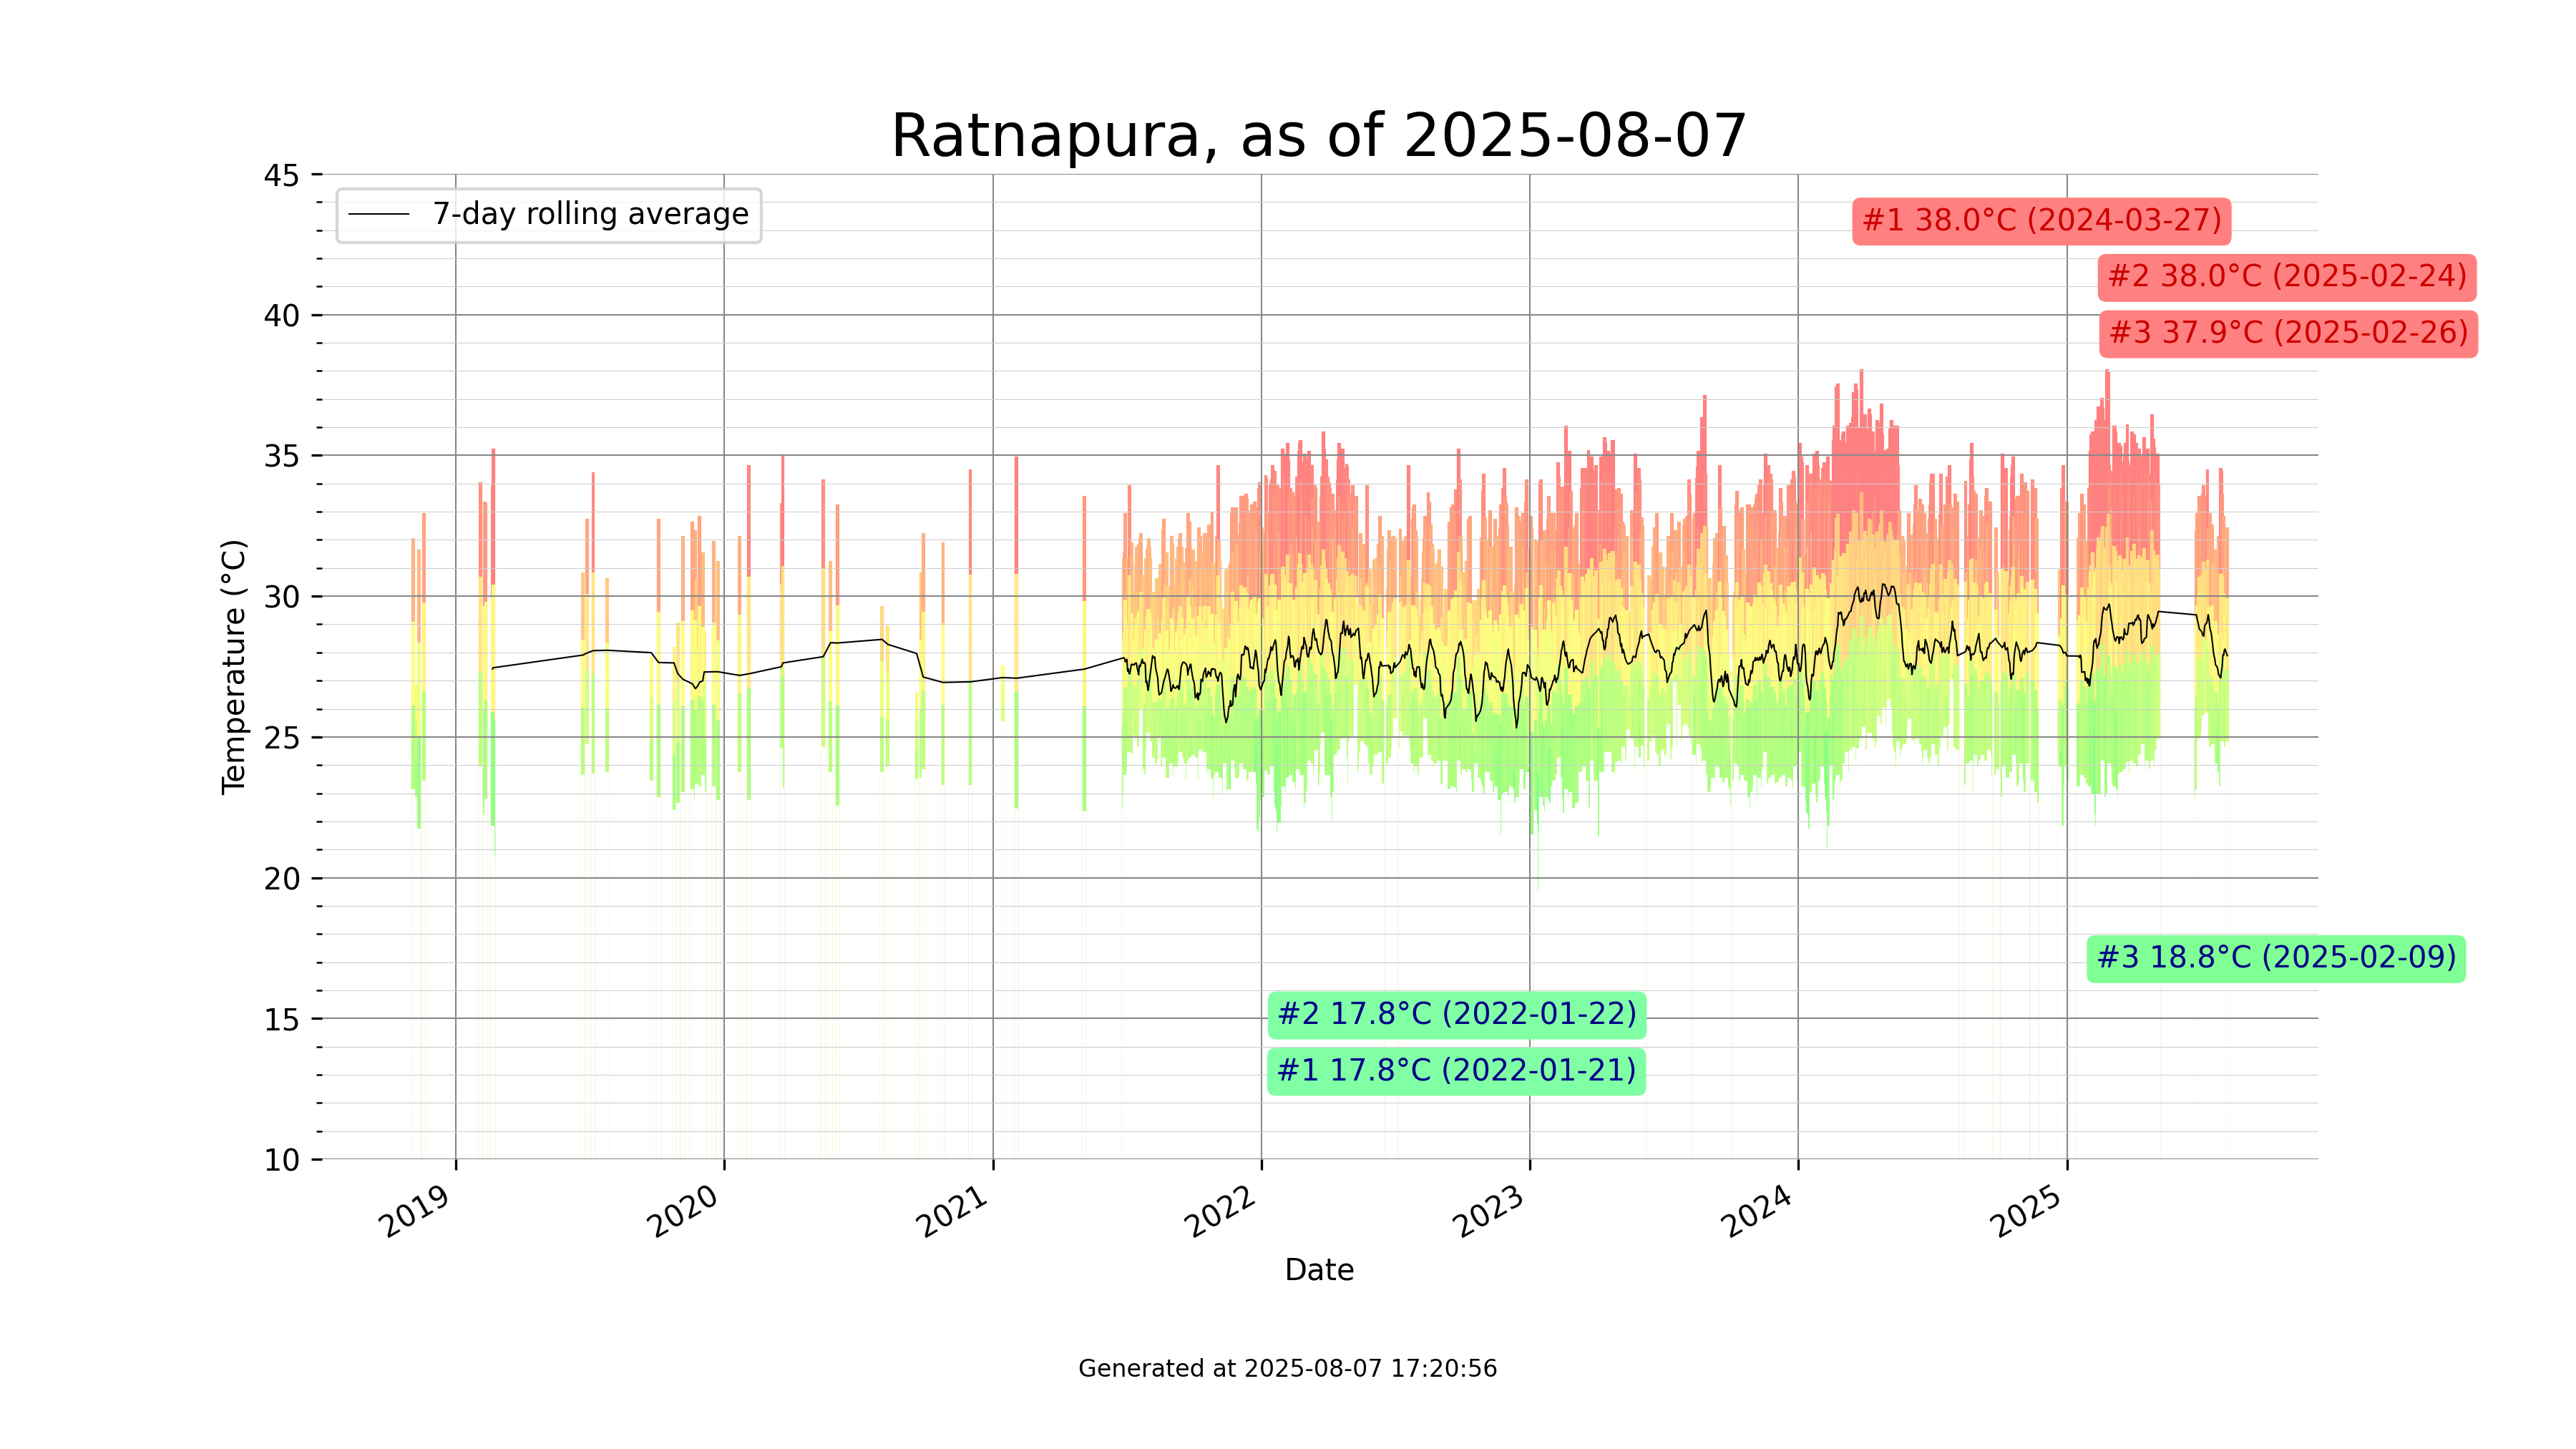 Ratnapura, as of 2025-08-07
45
40
35
30
25
20
15
10
Temperature (°C)
7-day rolling average
#1 38.0°C (2024-03-27)
#2 38.0°C (2025-02-24)
#3 37.9°C (2025-02-26)
#3 18.8°C (2025-02-09)
#2 17.8°C (2022-01-22)
#1 17.8°C (2022-01-21)
2019
2020
2021
2022
2023
2024
2025
Date
Generated at 2025-08-07 17:20:56